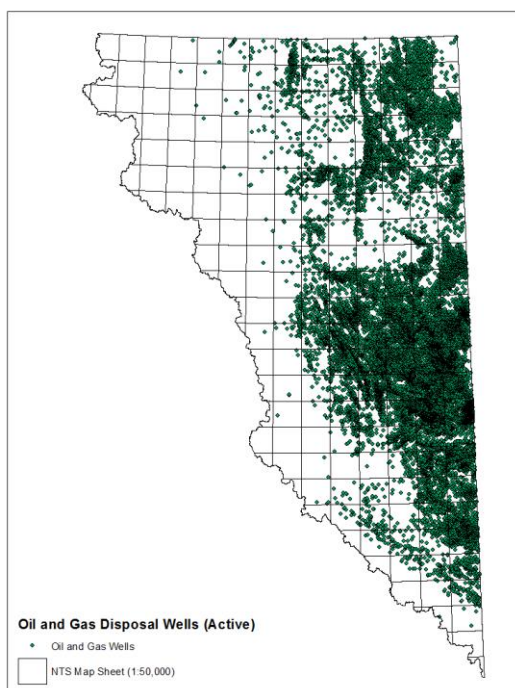 Oil and Gas Disposal Wells (Active)
Oil and Gas Wells
NTS Map Sheet (1:50,000)